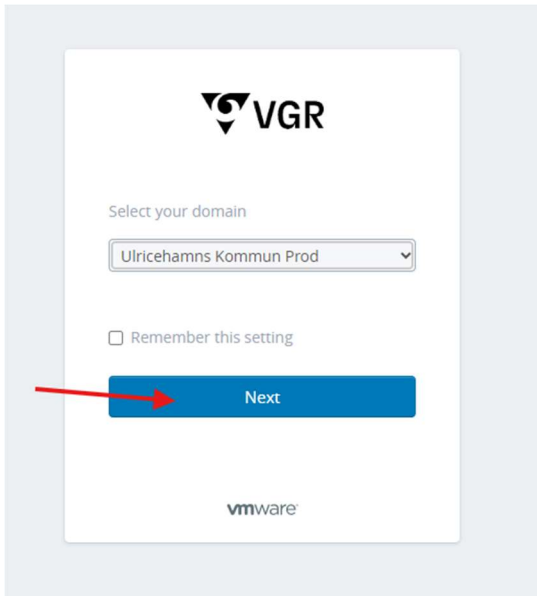 VGR
Select your domain
Ulricehamns Kommun Prod
Remember this setting
Next
vmware